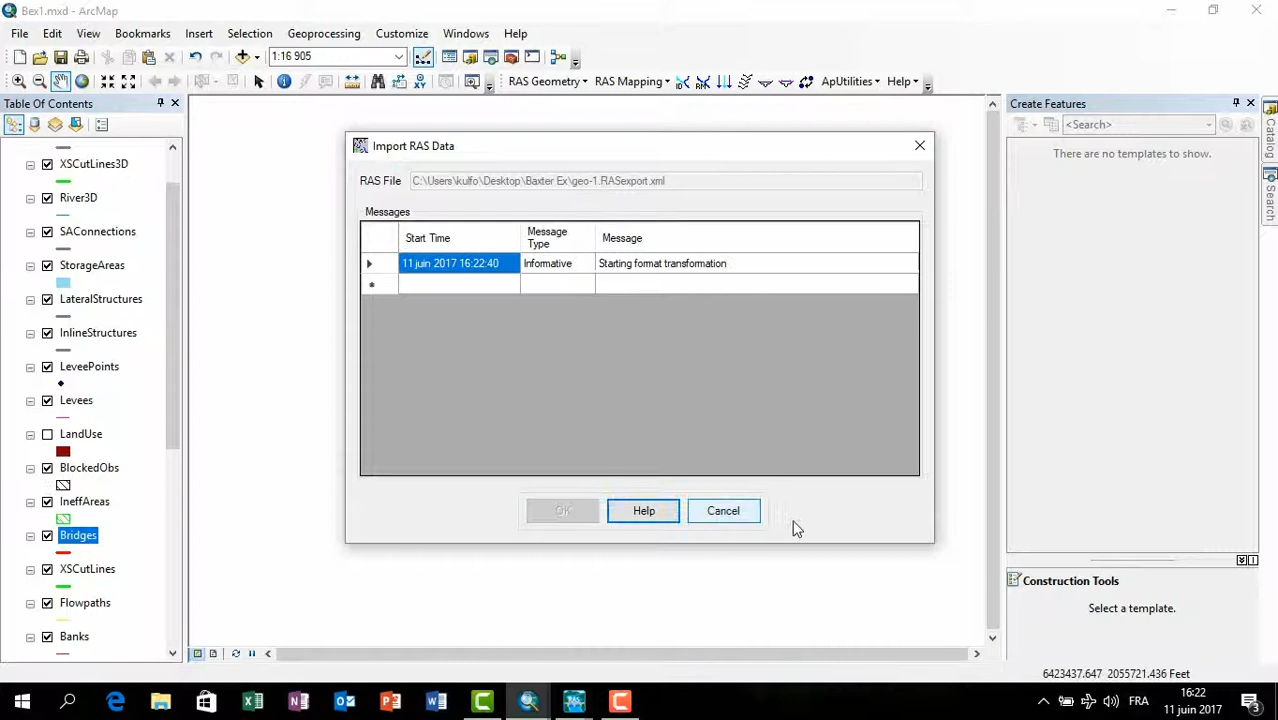 Bex1.mxd - ArcMap
File Edit View Bookmarks Insert Selection Geoprocessing Customize Windows Help
1:16 905
RAS Geometry RAS Mapping ApUtilities Help
Table Of Contents
Create Features
<Search>
There are no templates to show.
Catalog
Search
XSCutLines3D
River3D
SAConnections
StorageAreas
LateralStructures
InlineStructures
LeveePoints
Levees
LandUse
BlockedObs
IneffAreas
Bridges
XSCutLines
Flowpaths
Banks
Import RAS Data
RAS File C:\Users\kulfo\Desktop\Baxter Ex\geo-1.RASexport.xml
Messages
Start Time Message Type Message
11 juin 2017 16:22:40 Informative Starting format transformation
OK Help Cancel
Construction Tools
Select a template.
6423437.647 2055721.436 Feet
FRA
16:22
11 juin 2017
3